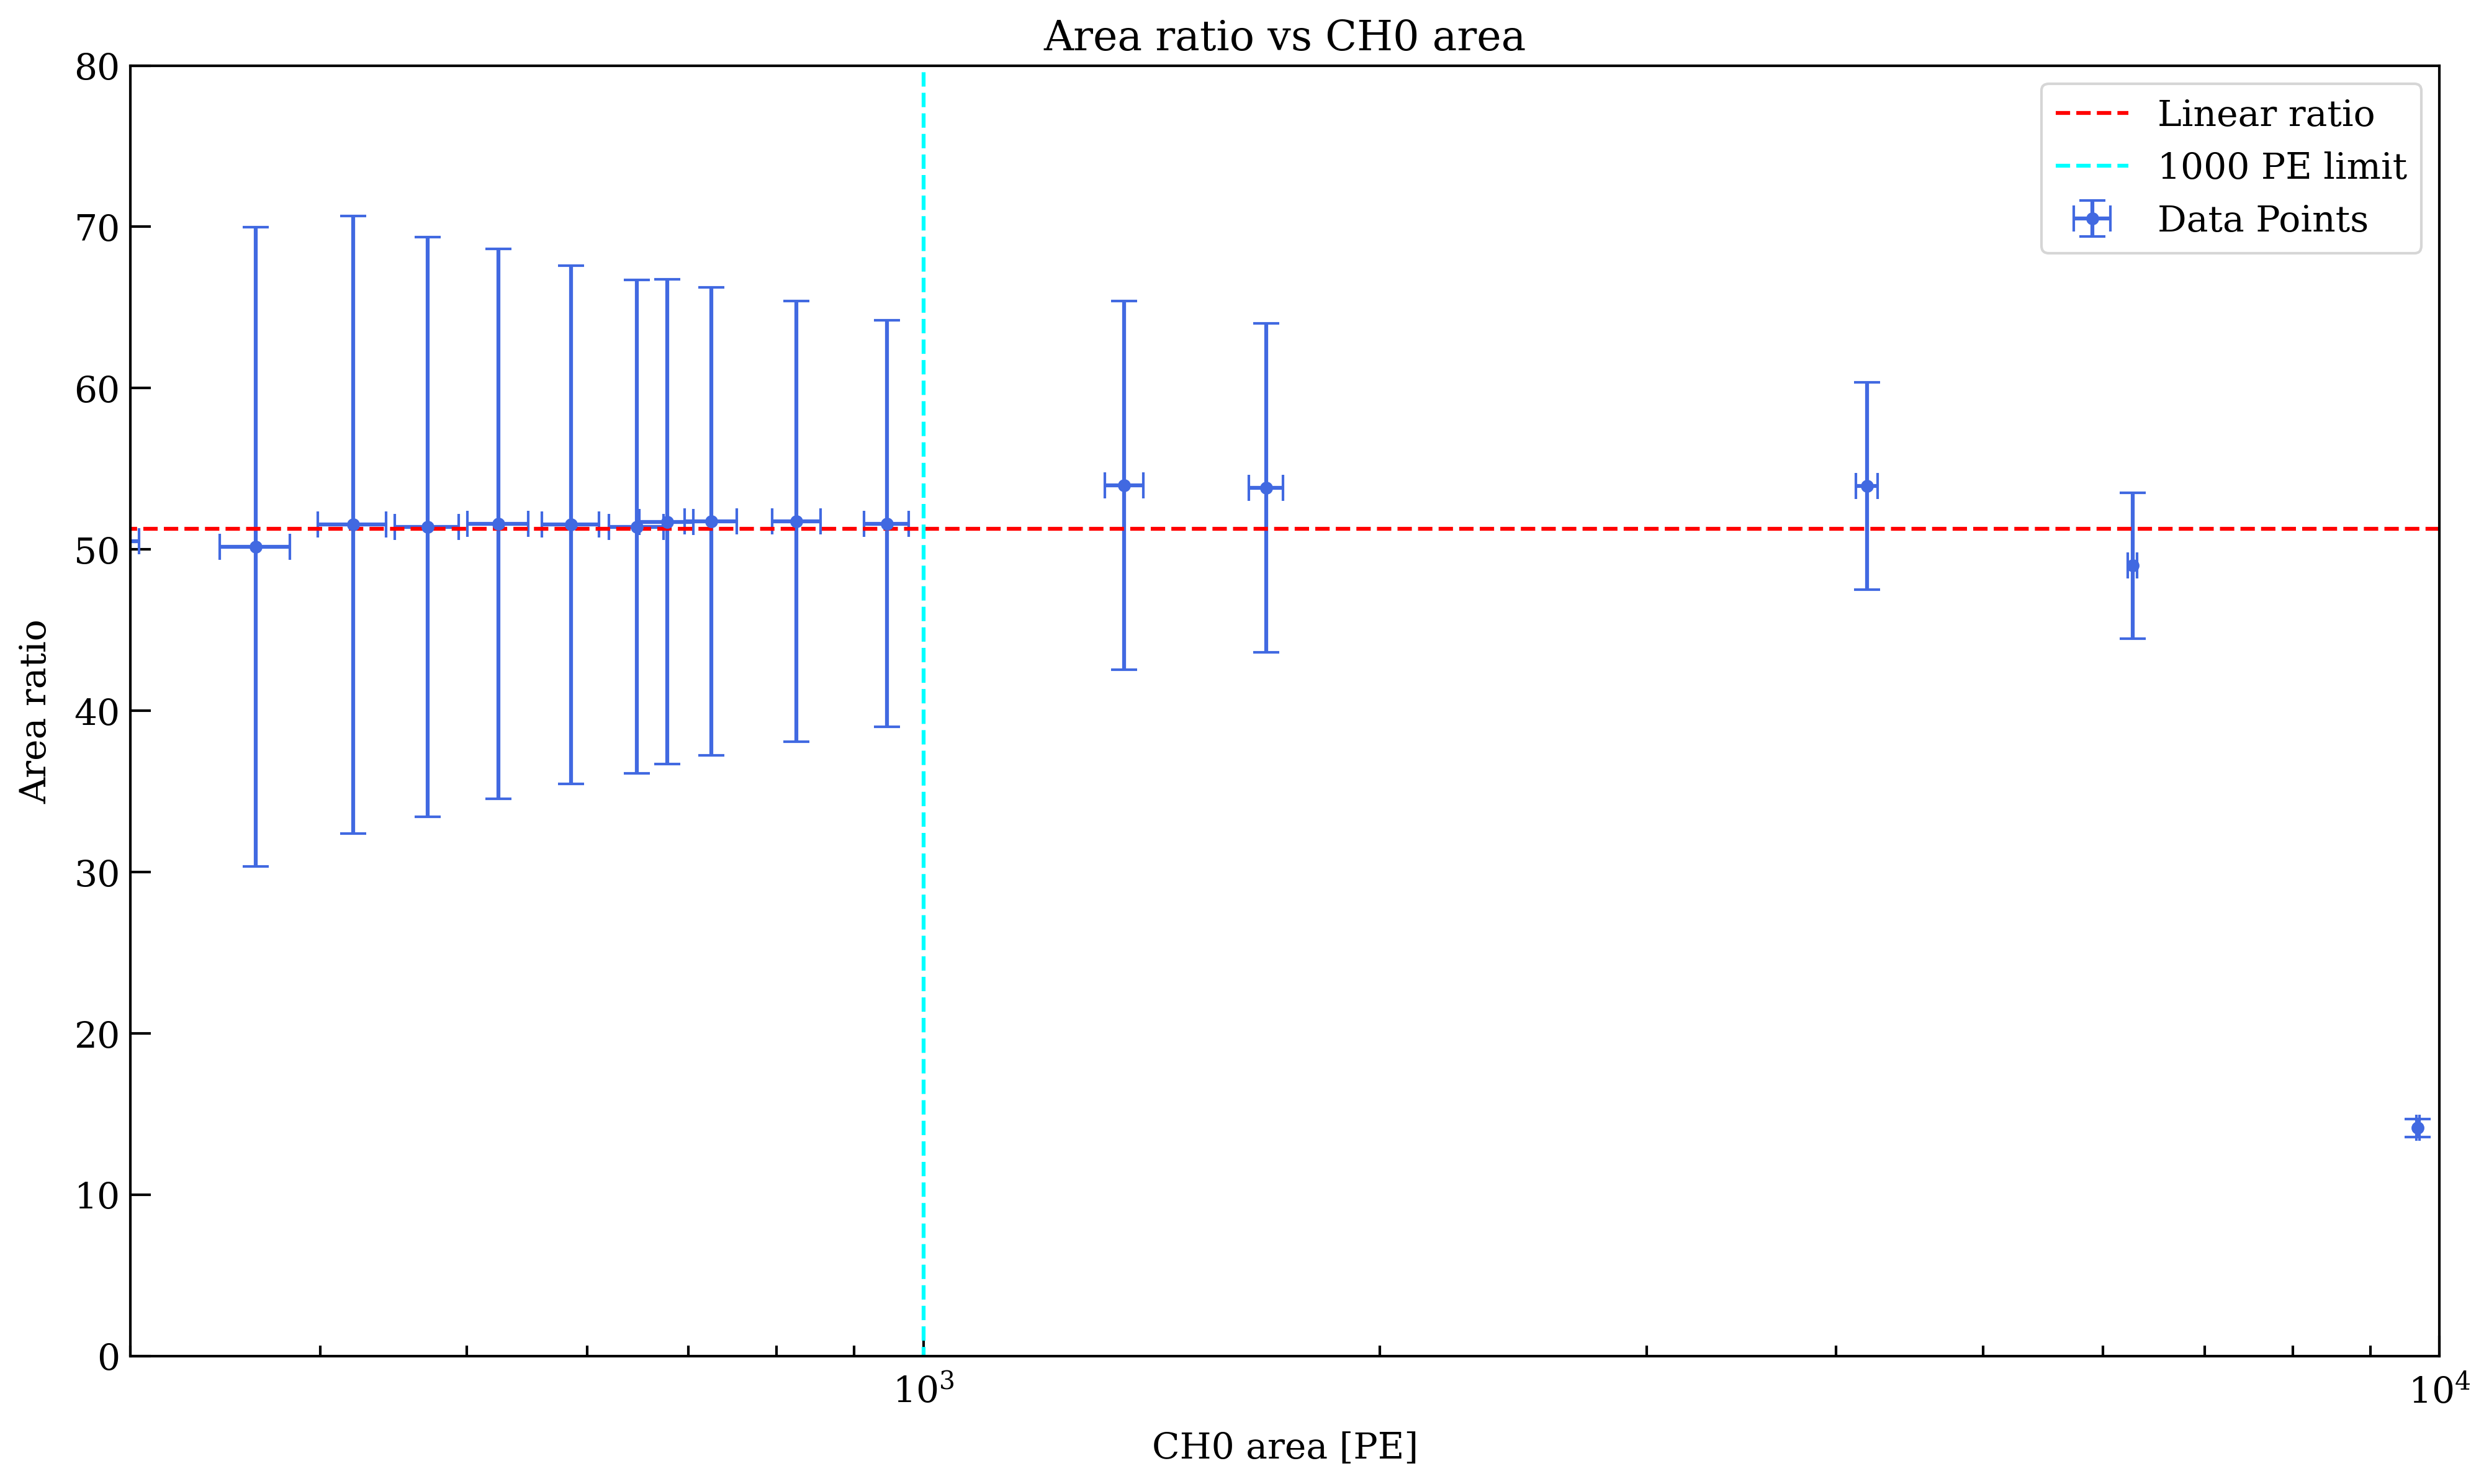 Area ratio vs CH0 area
80
70
60
50
40
30
20
10
0
Area ratio
Linear ratio
1000 PE limit
Data Points
10³
10⁴
CH0 area [PE]